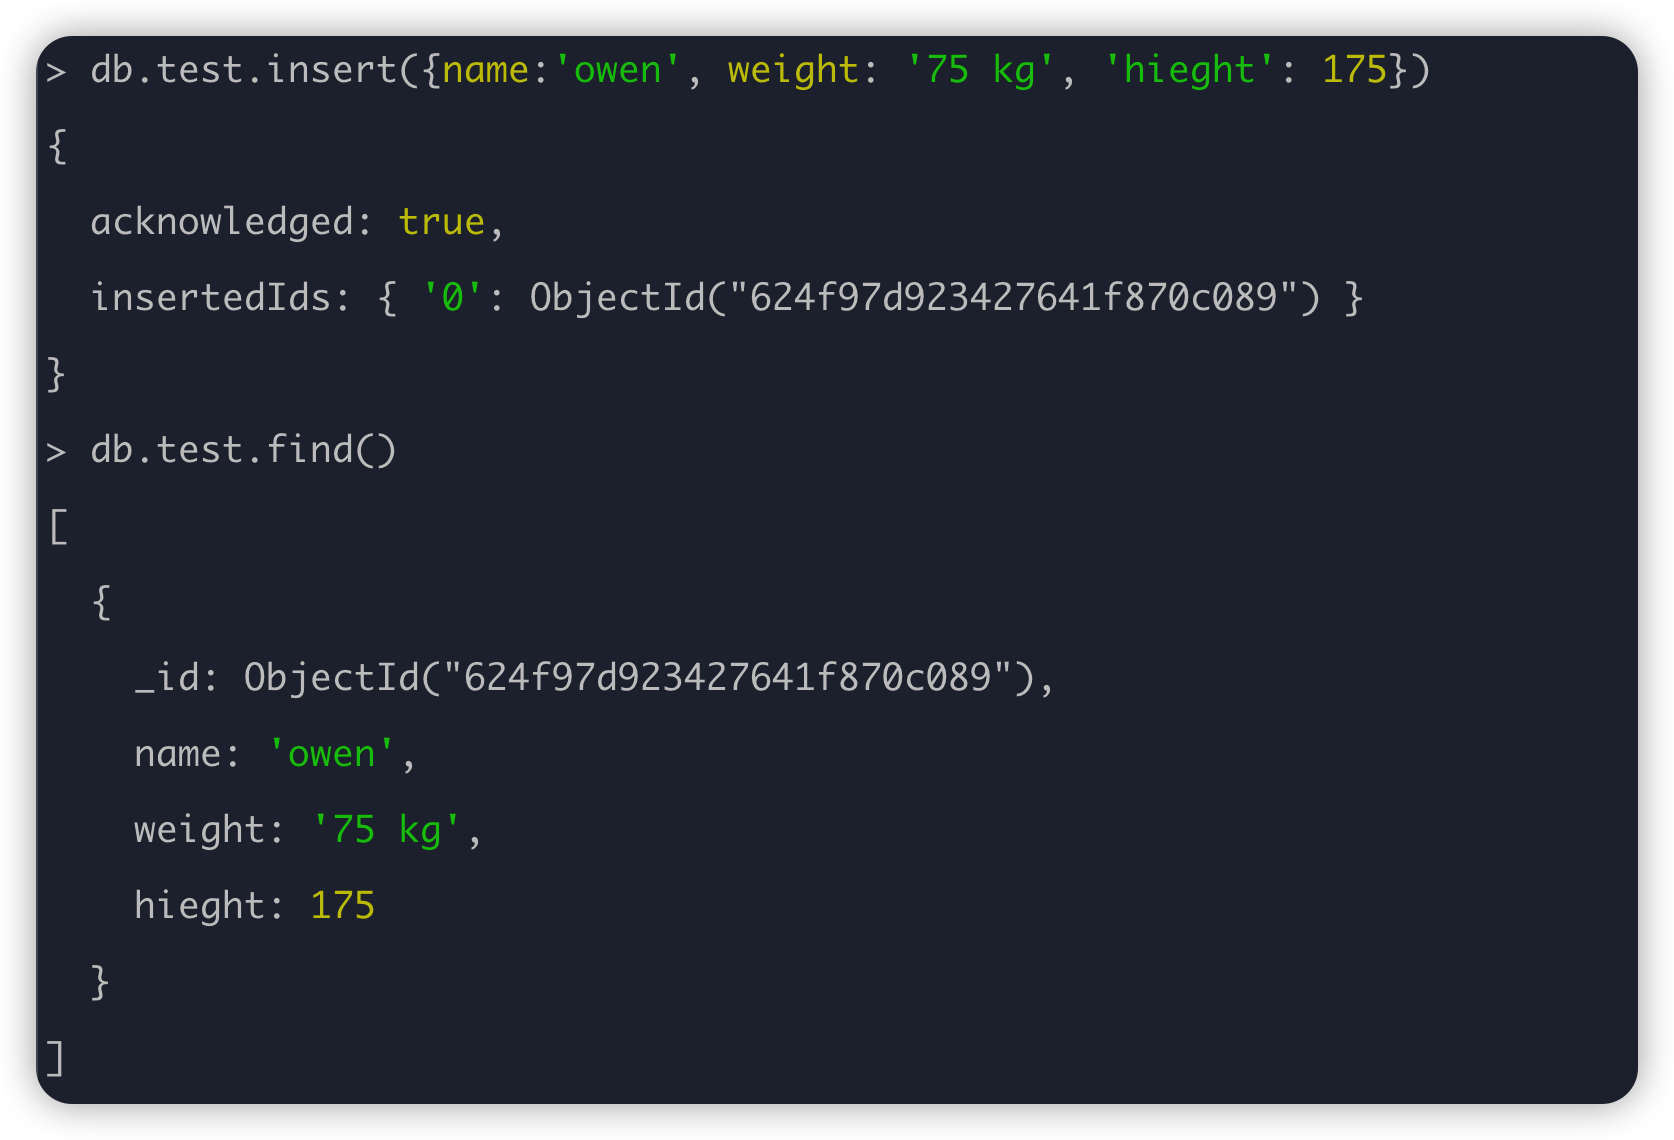 > db.test.insert({name:'owen', weight: '75 kg', 'hieght': 175})
{
  acknowledged: true,
  insertedIds: { '0': ObjectId("624f97d923427641f870c089") }
}
> db.test.find()
[
  {
    _id: ObjectId("624f97d923427641f870c089"),
    name: 'owen',
    weight: '75 kg',
    hieght: 175
  }
]